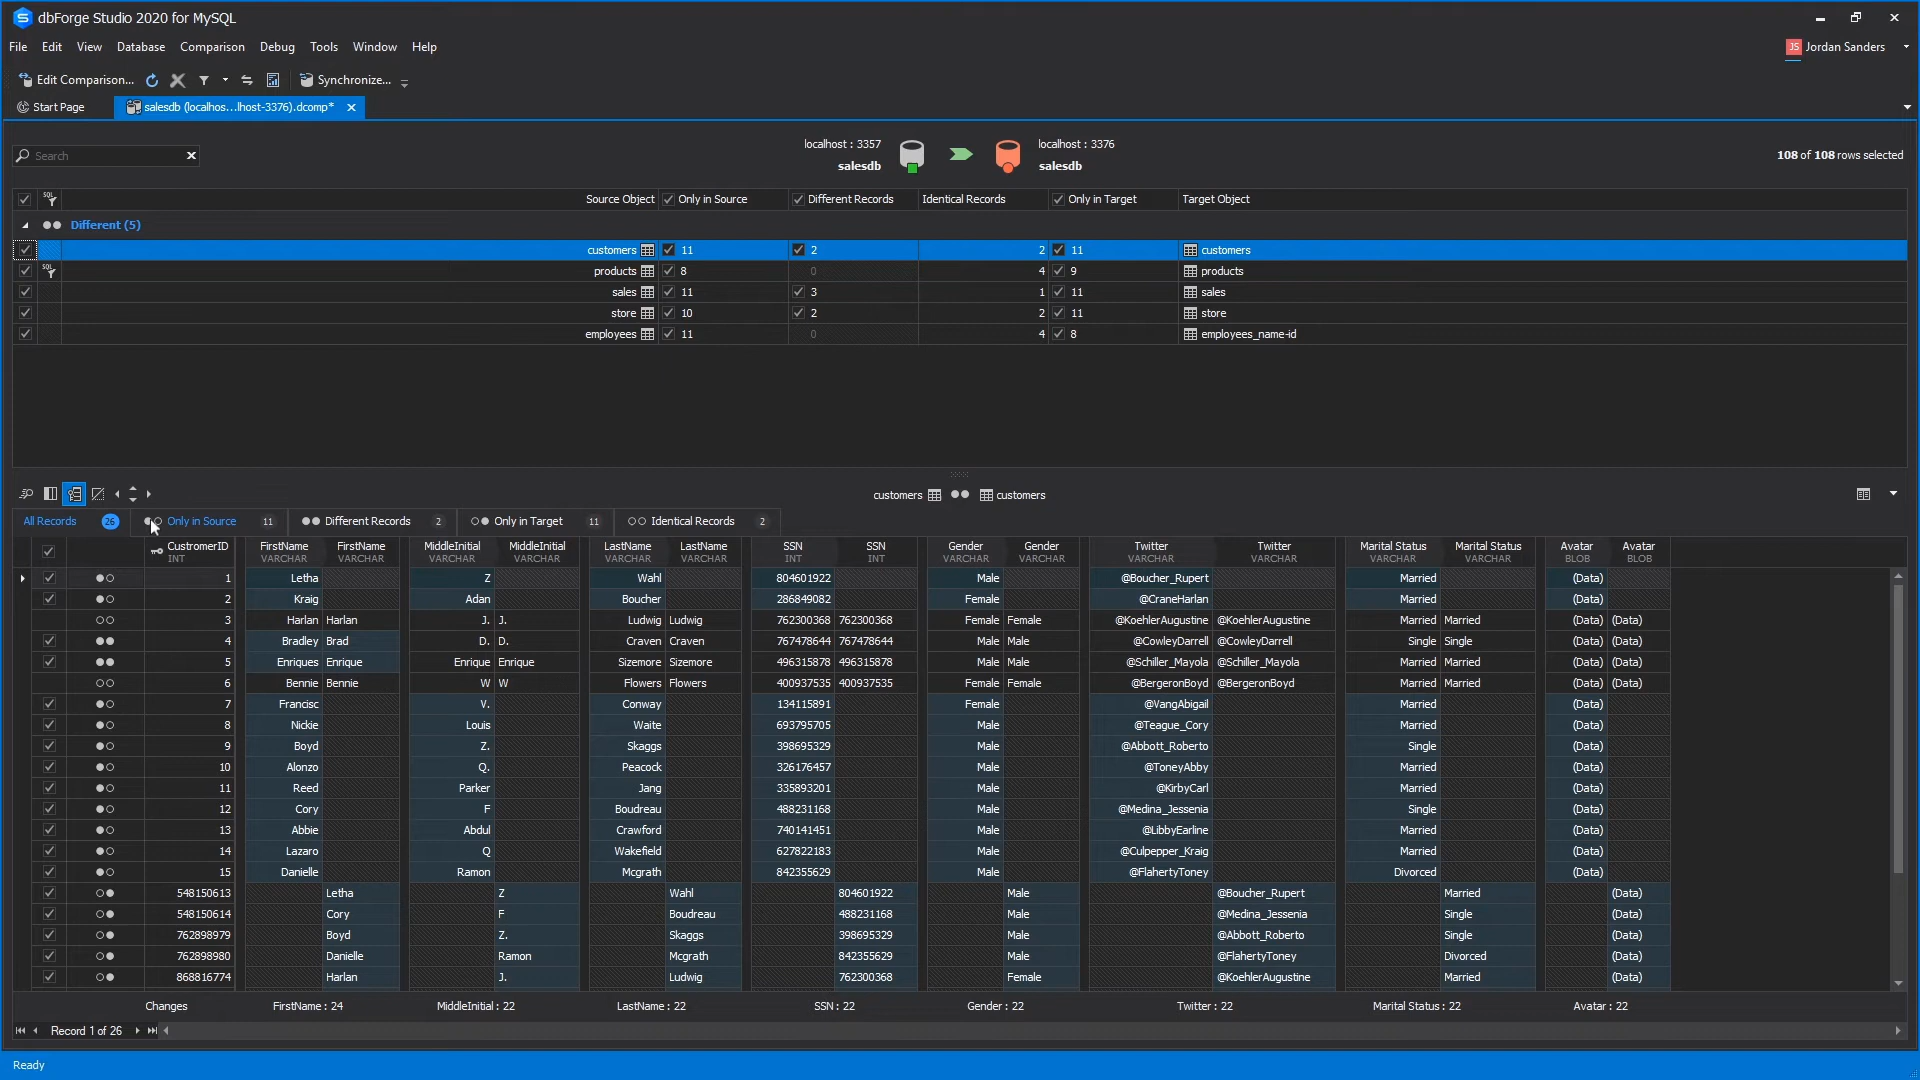 dbForge Studio 2020 for MySQL
File Edit View Database Comparison Debug Tools Window Help
JS Jordan Sanders
Edit Comparison... Synchronize...
Start Page salesdb (localhos...lhost-3376).dcomp*
Search
localhost : 3357 localhost : 3376
salesdb salesdb
108 of 108 rows selected
SQL Source Object Only in Source Different Records Identical Records Only in Target Target Object
Different (5)
customers 11 2 2 11 customers
SQL products 8 0 4 9 products
sales 11 3 1 11 sales
store 10 2 2 11 store
employees 11 0 4 8 employees_name-id
customers customers
All Records 26 Only in Source 11 Different Records 2 Only in Target 11 Identical Records 2
CustromerID FirstName FirstName MiddleInitial MiddleInitial LastName LastName SSN SSN Gender Gender Twitter Twitter Marital Status Marital Status Avatar Avatar
INT VARCHAR VARCHAR VARCHAR VARCHAR VARCHAR VARCHAR INT INT VARCHAR VARCHAR VARCHAR VARCHAR VARCHAR VARCHAR BLOB BLOB
1 Letha Z Wahl 804601922 Male @Boucher_Rupert Married (Data)
2 Kraig Adan Boucher 286849082 Female @CraneHarlan Married (Data)
3 Harlan Harlan J. J. Ludwig Ludwig 762300368 762300368 Female Female @KoehlerAugustine @KoehlerAugustine Married Married (Data) (Data)
4 Bradley Brad D. D. Craven Craven 767478644 767478644 Male Male @CowleyDarrell @CowleyDarrell Single Single (Data) (Data)
5 Enriques Enrique Enrique Enrique Sizemore Sizemore 496315878 496315878 Male Male @Schiller_Mayola @Schiller_Mayola Married Married (Data) (Data)
6 Bennie Bennie W W Flowers Flowers 400937535 400937535 Female Female @BergeronBoyd @BergeronBoyd Married Married (Data) (Data)
7 Francisc V. Conway 134115891 Female @VangAbigail Married (Data)
8 Nickie Louis Waite 693795705 Male @Teague_Cory Married (Data)
9 Boyd Z. Skaggs 398695329 Male @Abbott_Roberto Single (Data)
10 Alonzo Q. Peacock 326176457 Male @ToneyAbby Married (Data)
11 Reed Parker Jang 335893201 Male @KirbyCarl Married (Data)
12 Cory F Boudreau 488231168 Male @Medina_Jessenia Single (Data)
13 Abbie Abdul Crawford 740141451 Male @LibbyEarline Married (Data)
14 Lazaro Q Wakefield 627822183 Male @Culpepper_Kraig Married (Data)
15 Danielle Ramon Mcgrath 842355629 Male @FlahertyToney Divorced (Data)
548150613 Letha Z Wahl 804601922 Male @Boucher_Rupert Married (Data)
548150614 Cory F Boudreau 488231168 Male @Medina_Jessenia Single (Data)
762898979 Boyd Z. Skaggs 398695329 Male @Abbott_Roberto Single (Data)
762898980 Danielle Ramon Mcgrath 842355629 Male @FlahertyToney Divorced (Data)
868816774 Harlan J. Ludwig 762300368 Female @KoehlerAugustine Married (Data)
Changes FirstName : 24 MiddleInitial : 22 LastName : 22 SSN : 22 Gender : 22 Twitter : 22 Marital Status : 22 Avatar : 22
Record 1 of 26
Ready